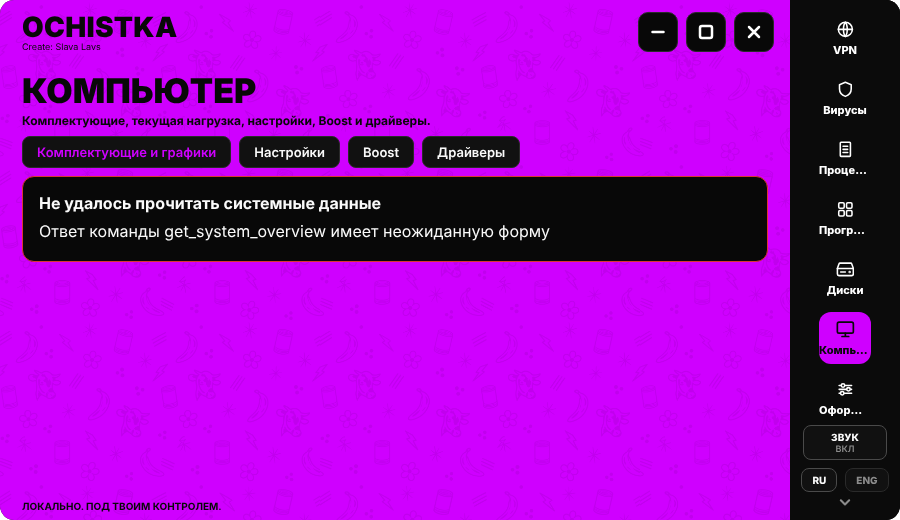 OCHISTKA
Create: Slava Lavs
КОМПЬЮТЕР
Комплектующие, текущая нагрузка, настройки, Boost и драйверы.
Комплектующие и графики
Настройки
Boost
Драйверы
Не удалось прочитать системные данные
Ответ команды get_system_overview имеет неожиданную форму
ЛОКАЛЬНО. ПОД ТВОИМ КОНТРОЛЕМ.
VPN
Вирусы
Проце...
Прогр...
Диски
Компь...
Офор...
ЗВУК
ВКЛ
RU
ENG